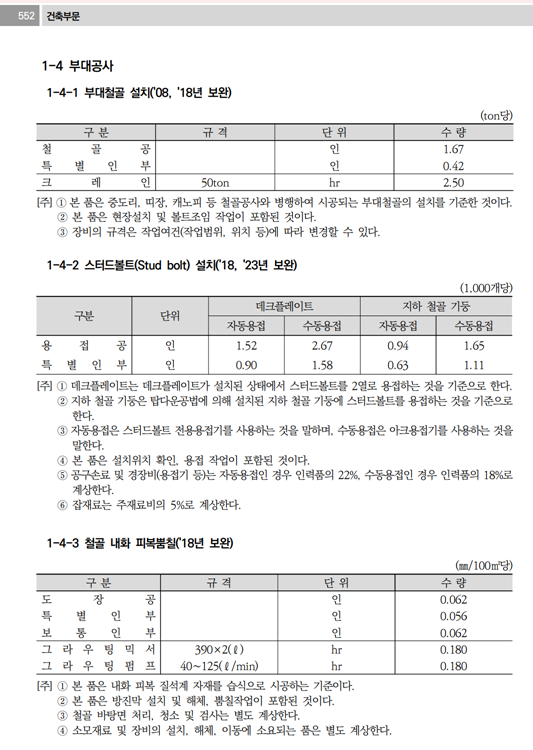 552 건축부문
1-4 부대공사
1-4-1 부대철골 설치('08, '18년 보완)
(ton당)
구 분 규 격 단 위 수 량
철 골 공 인 1.67
특 별 인 부 인 0.42
크 레 인 50ton hr 2.50
[주] ① 본 품은 중도리, 띠장, 캐노피 등 철골공사와 병행하여 시공되는 부대철골의 설치를 기준한 것이다.
② 본 품은 현장설치 및 볼트조임 작업이 포함된 것이다.
③ 장비의 규격은 작업여건(작업범위, 위치 등)에 따라 변경할 수 있다.
1-4-2 스터드볼트(Stud bolt) 설치('18, '23년 보완)
(1,000개당)
구분 단위 데크플레이트 지하 철골 기둥
자동용접 수동용접 자동용접 수동용접
용 접 공 인 1.52 2.67 0.94 1.65
특 별 인 부 인 0.90 1.58 0.63 1.11
[주] ① 데크플레이트는 데크플레이트가 설치된 상태에서 스터드볼트를 2열로 용접하는 것을 기준으로 한다.
② 지하 철골 기둥은 탑다운공법에 의해 설치된 지하 철골 기둥에 스터드볼트를 용접하는 것을 기준으로
한다.
③ 자동용접은 스터드볼트 전용용접기를 사용하는 것을 말하며, 수동용접은 아크용접기를 사용하는 것을
말한다.
④ 본 품은 설치위치 확인, 용접 작업이 포함된 것이다.
⑤ 공구손료 및 경장비(용접기 등)는 자동용접인 경우 인력품의 22%, 수동용접인 경우 인력품의 18%로
계상한다.
⑥ 잡재료는 주재료비의 5%로 계상한다.
1-4-3 철골 내화 피복뿜칠('18년 보완)
(㎜/100㎡당)
구 분 규 격 단 위 수 량
도 장 공 인 0.062
특 별 인 부 인 0.056
보 통 인 부 인 0.062
그 라 우 팅 믹 서 390×2(ℓ) hr 0.180
그 라 우 팅 펌 프 40~125(ℓ/min) hr 0.180
[주] ① 본 품은 내화 피복 질석계 자재를 습식으로 시공하는 기준이다.
② 본 품은 방진막 설치 및 해체, 뿜칠작업이 포함된 것이다.
③ 철골 바탕면 처리, 청소 및 검사는 별도 계상한다.
④ 소모재료 및 장비의 설치, 해체, 이동에 소요되는 품은 별도 계상한다.